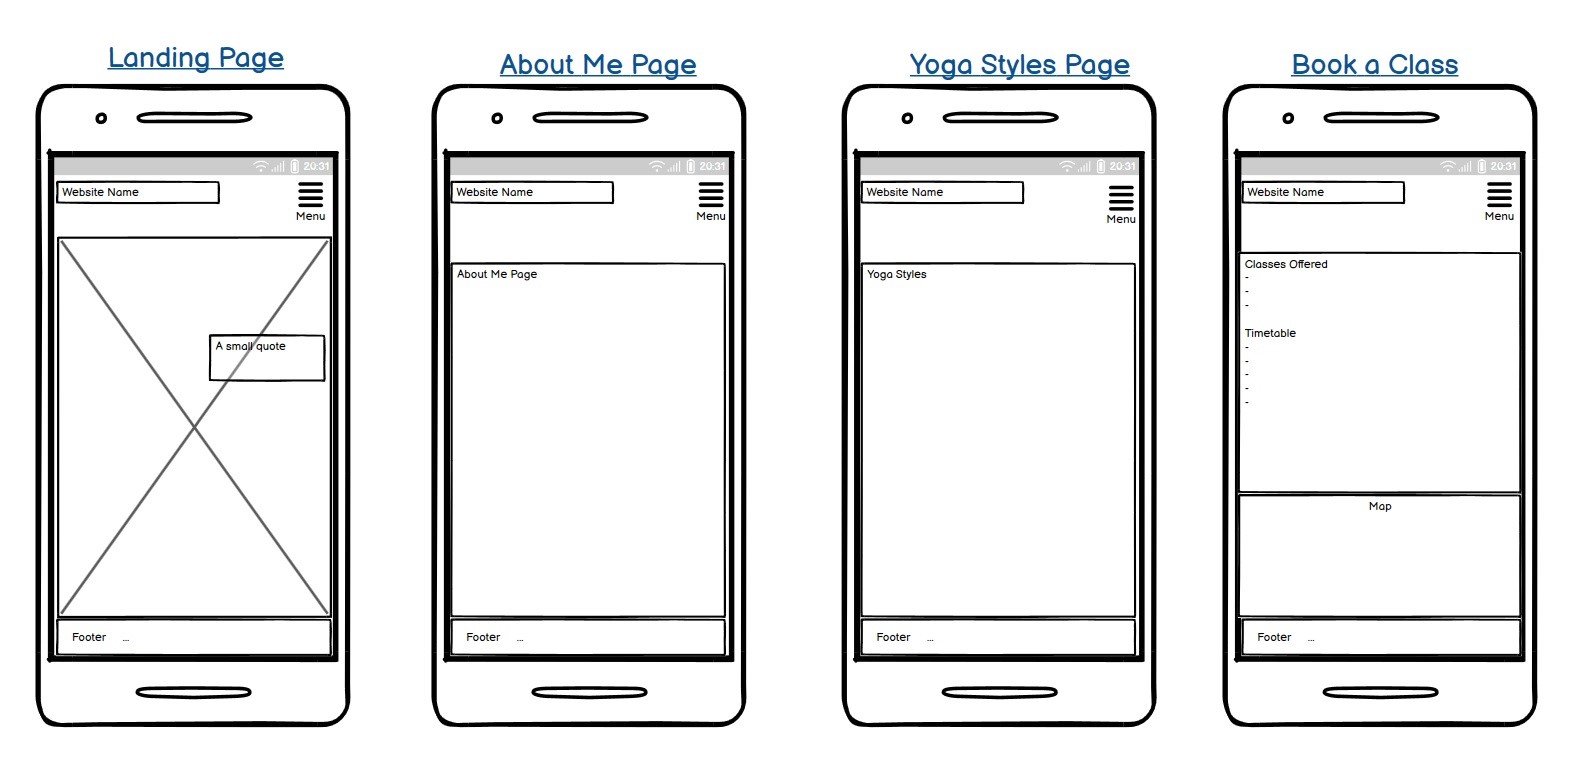 Landing Page
20:31
Website Name
Menu
A small quote
Footer ...
About Me Page
20:31
Website Name
Menu
About Me Page
Footer ...
Yoga Styles Page
20:31
Website Name
Menu
Yoga Styles
Footer ...
Book a Class
20:31
Website Name
Menu
Classes Offered
-
-
-
Timetable
-
-
-
-
-
Map
Footer ...